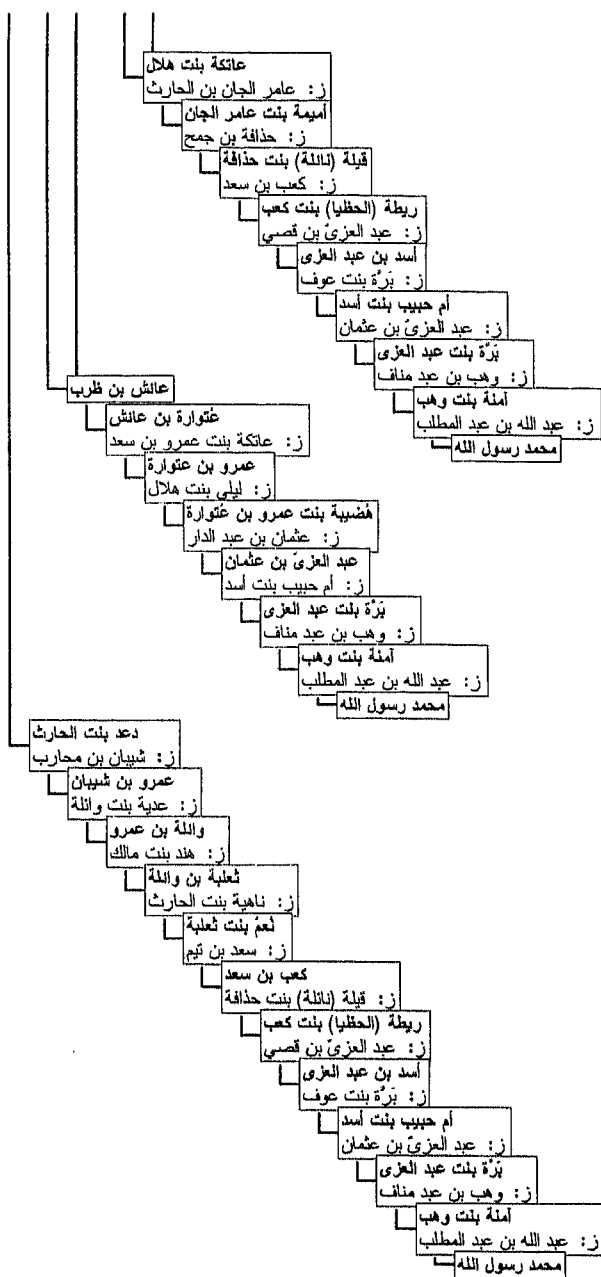 عاتكة بنت هلال
ز: عامر الجان بن الحارث
أميمة بنت عامر الجان
ز: حذافة بن جمح
قيلة (نائلة) بنت حذافة
ز: كعب بن سعد
ريطة (الحظيا) بنت كعب
ز: عبد العزىّ بن قصي
أسد بن عبد العزى
ز: بَرَّة بنت عوف
أم حبيب بنت أسد
ز: عبد العزىّ بن عثمان
بَرَّة بنت عبد العزى
ز: وهب بن عبد مناف
آمنة بنت وهب
ز: عبد الله بن عبد المطلب
محمد رسول الله
عائش بن ظرب
عُتوارة بن عائش
ز: عاتكة بنت عمرو بن سعد
عمرو بن عتوارة
ز: ليلي بنت هلال
هُضيبة بنت عمرو بن عُتوارة
ز: عثمان بن عبد الدار
عبد العزىّ بن عثمان
ز: أم حبيب بنت أسد
بَرَّة بنت عبد العزى
ز: وهب بن عبد مناف
آمنة بنت وهب
ز: عبد الله بن عبد المطلب
محمد رسول الله
دعد بنت الحارث
ز: شيبان بن محارب
عمرو بن شيبان
ز: عدية بنت وائلة
وائلة بن عمرو
ز: هند بنت مالك
ثعلبة بن وائلة
ز: ناهية بنت الحارث
نُعمْ بنت ثعلبة
ز: سعد بن تيم
كعب بن سعد
ز: قيلة (نائلة) بنت حذافة
ريطة (الحظيا) بنت كعب
ز: عبد العزىّ بن قصي
أسد بن عبد العزى
ز: بَرَّة بنت عوف
أم حبيب بنت أسد
ز: عبد العزىّ بن عثمان
بَرَّة بنت عبد العزى
ز: وهب بن عبد مناف
آمنة بنت وهب
ز: عبد الله بن عبد المطلب
محمد رسول الله